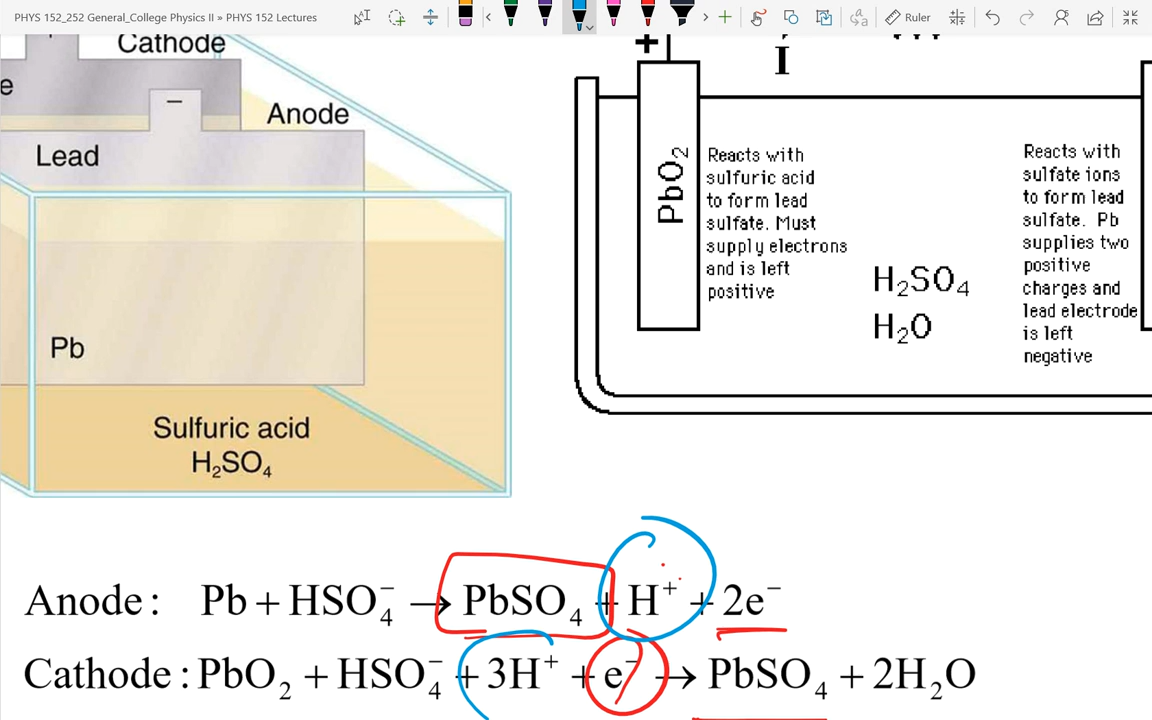 PHYS 152_252 General_College Physics II » PHYS 152 Lectures
Ruler
Cathode
e
−
Anode
Lead
Pb
Sulfuric acid
H₂SO₄
+
I
PbO₂
Reacts with
sulfuric acid
to form lead
sulfate. Must
supply electrons
and is left
positive
H₂SO₄
H₂O
Reacts with
sulfate ions
to form lead
sulfate. Pb
supplies two
positive
charges and
lead electrode
is left
negative
Anode: Pb + HSO₄⁻ → PbSO₄ + H⁺ + 2e⁻
Cathode: PbO₂ + HSO₄⁻ + 3H⁺ + e⁻ → PbSO₄ + 2H₂O